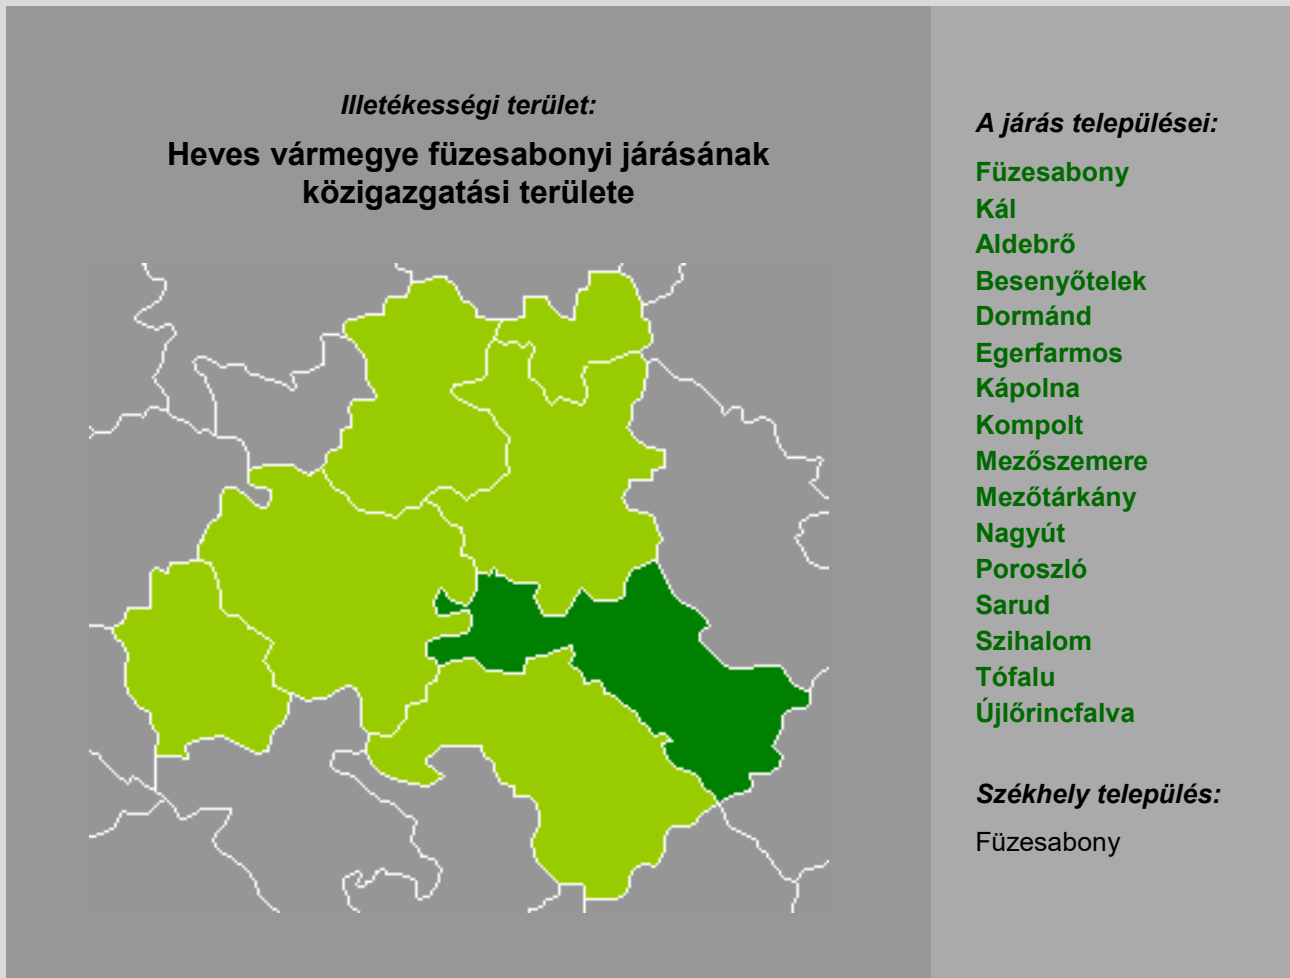 Illetékességi terület:
Heves vármegye füzesabonyi járásának
közigazgatási területe
A járás települései:
Füzesabony
Kál
Aldebrő
Besenyőtelek
Dormánd
Egerfarmos
Kápolna
Kompolt
Mezőszemere
Mezőtárkány
Nagyút
Poroszló
Sarud
Szihalom
Tófalu
Újlőrincfalva
Székhely település:
Füzesabony